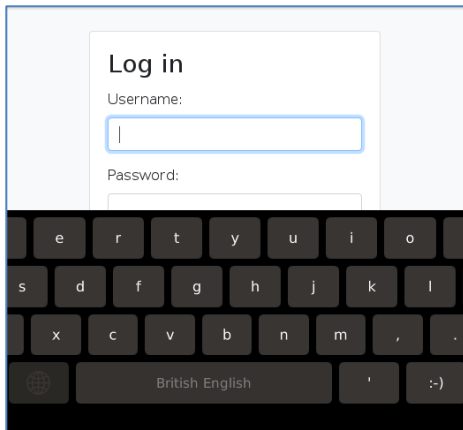 Log in
Username:
Password:
e r t y u i o
s d f g h j k l
x c v b n m , .
British English ' :-)